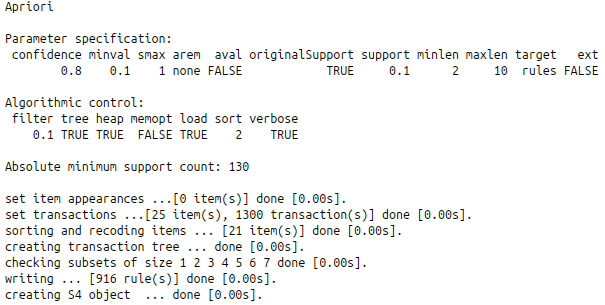 Apriori

Parameter specification:
 confidence minval smax arem  aval originalSupport support minlen maxlen target   ext
        0.8    0.1    1 none FALSE            TRUE     0.1      2     10  rules FALSE

Algorithmic control:
 filter tree heap memopt load sort verbose
    0.1 TRUE TRUE  FALSE TRUE    2    TRUE

Absolute minimum support count: 130

set item appearances ...[0 item(s)] done [0.00s].
set transactions ...[25 item(s), 1300 transaction(s)] done [0.00s].
sorting and recoding items ... [21 item(s)] done [0.00s].
creating transaction tree ... done [0.00s].
checking subsets of size 1 2 3 4 5 6 7 done [0.00s].
writing ... [916 rule(s)] done [0.00s].
creating S4 object  ... done [0.00s].